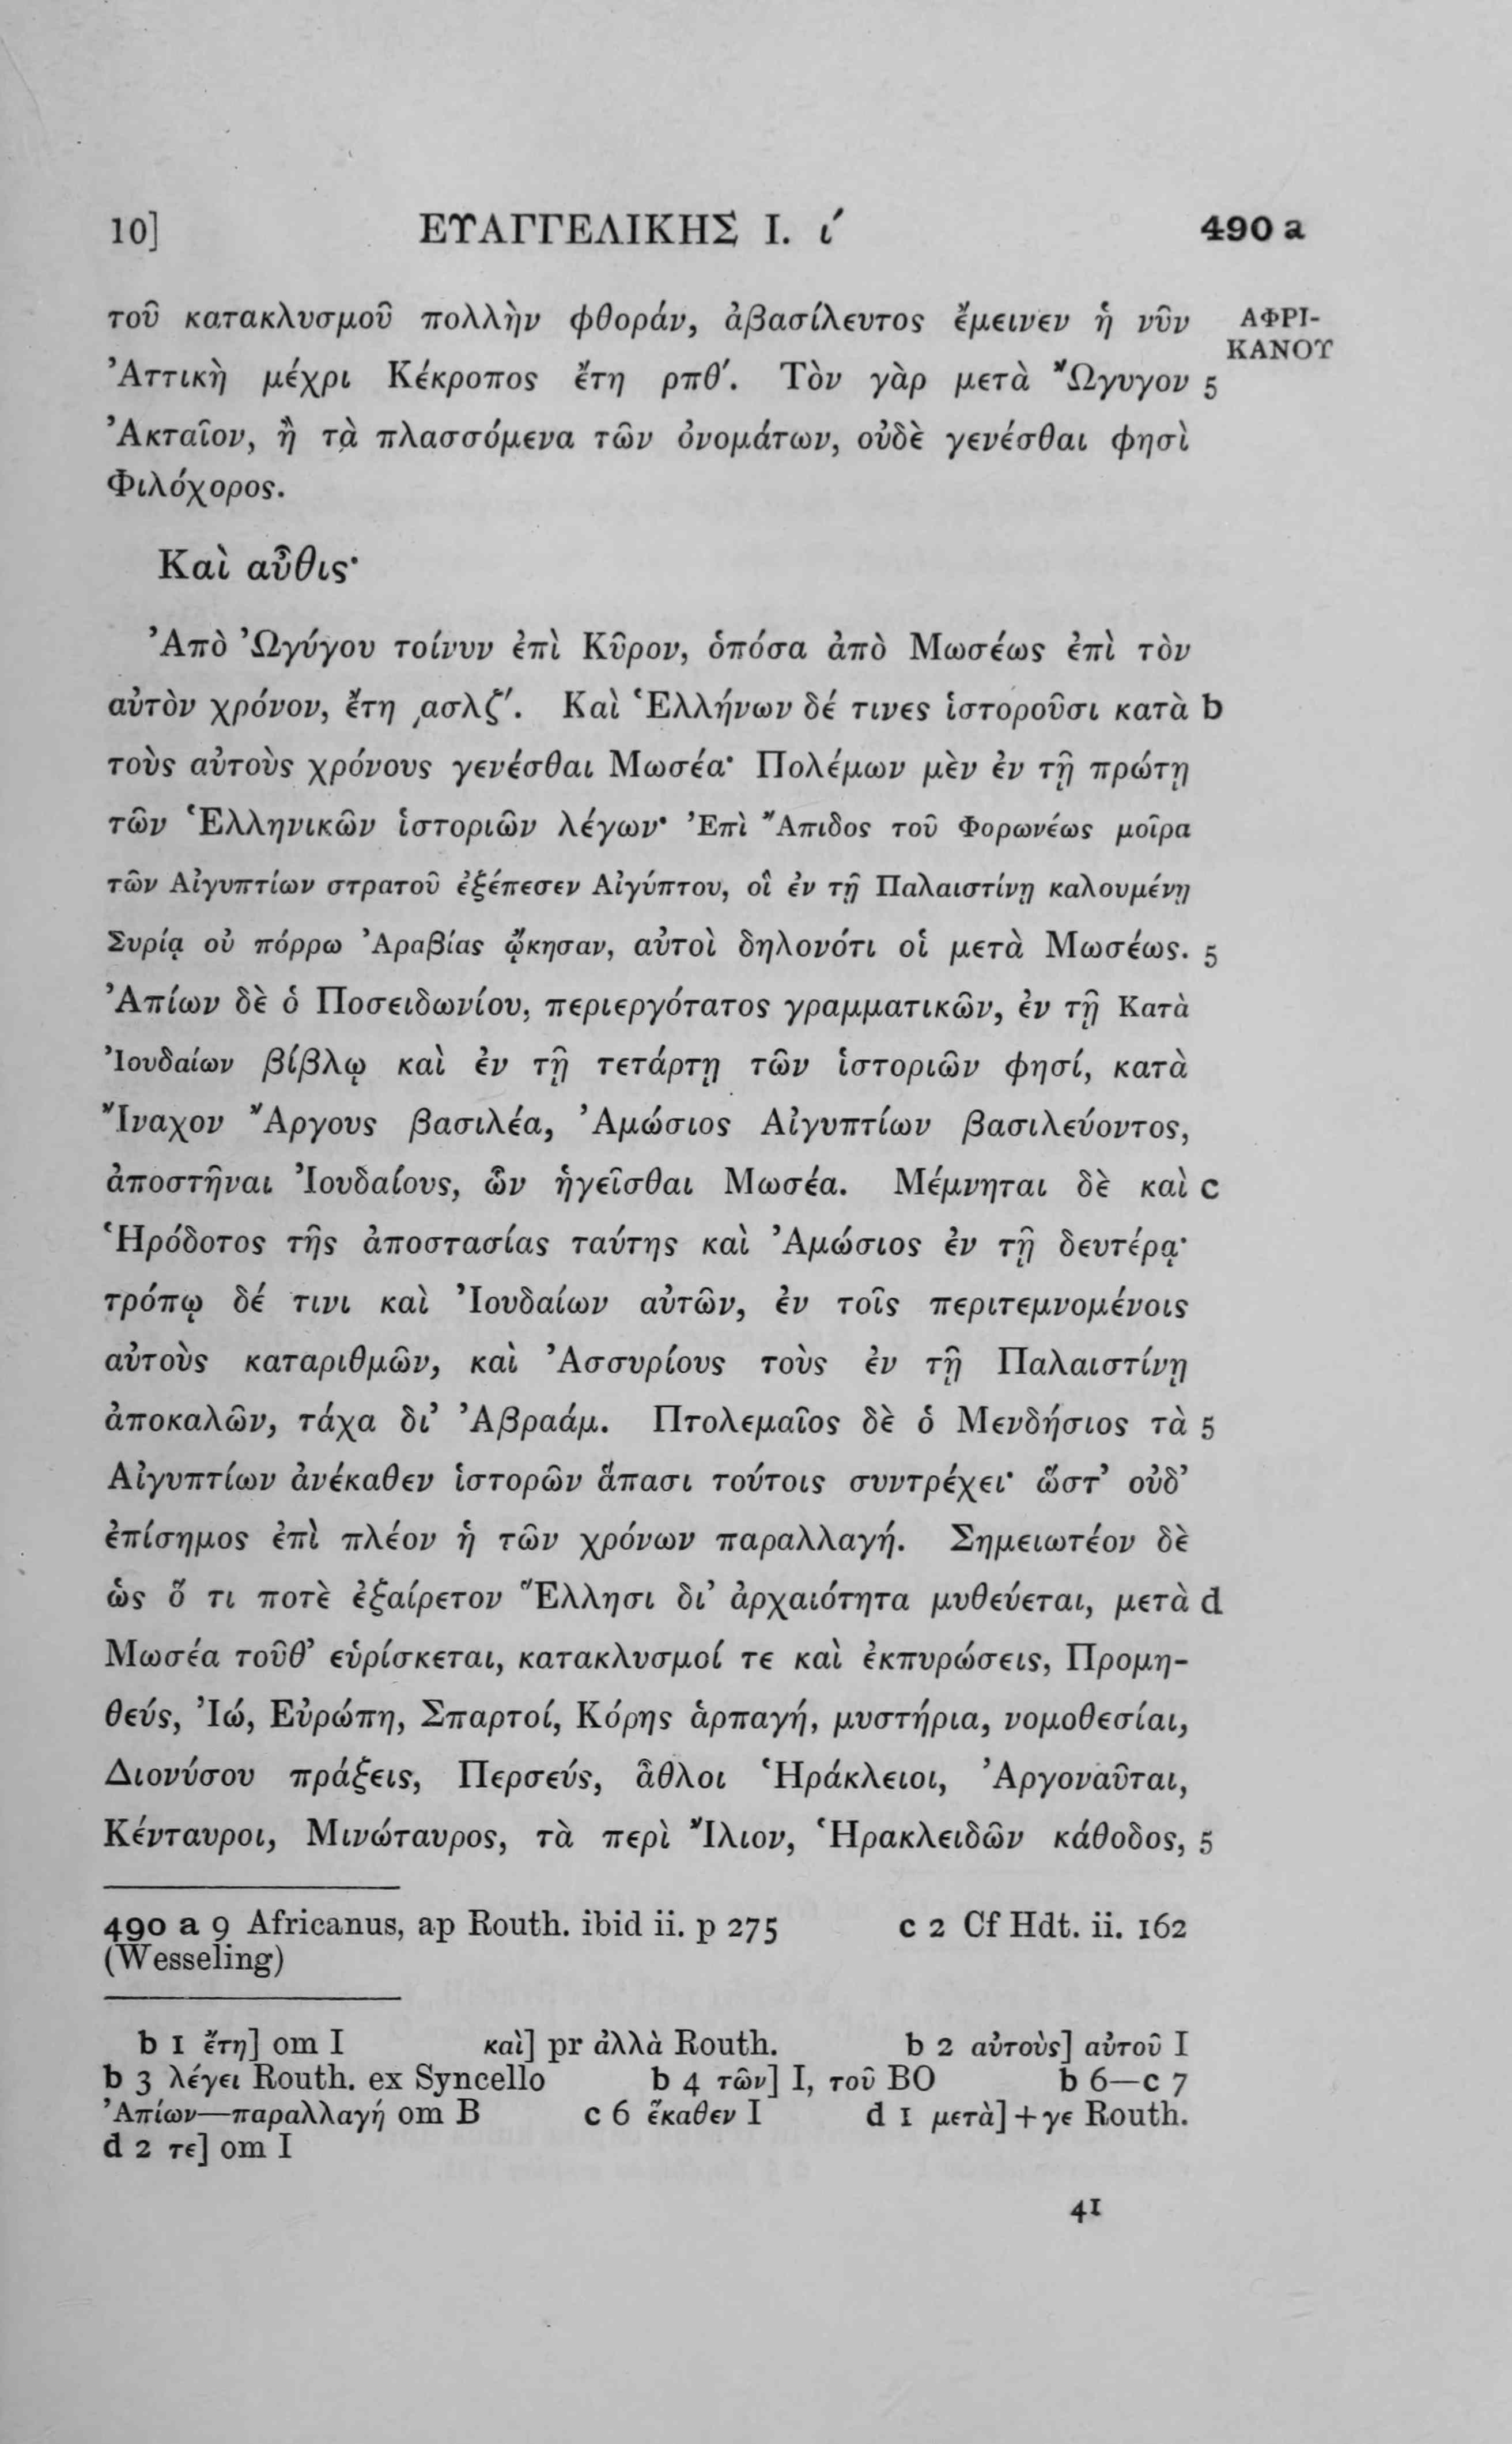 10] ΕΥΑΓΓΕΛΙΚΗΣ Ι. ι΄ 490 a
τοῦ κατακλυσμοῦ πολλὴν φθοράν, ἀβασίλευτος ἔμεινεν ἡ νῦν ΑΦΡΙ-
ΚΑΝΟΥ
Ἀττικὴ μέχρι Κέκροπος ἔτη ρπθ΄. Τὸν γὰρ μετὰ Ὤγυγον 5
Ἀκταῖον, ἢ τὰ πλασσόμενα τῶν ὀνομάτων, οὐδὲ γενέσθαι φησὶ
Φιλόχορος.
Καὶ αὖθις·
Ἀπὸ Ὠγύγου τοίνυν ἐπὶ Κῦρον, ὁπόσα ἀπὸ Μωσέως ἐπὶ τὸν
αὐτὸν χρόνον, ἔτη ͵ασλζ΄. Καὶ Ἑλλήνων δέ τινες ἱστοροῦσι κατὰ b
τοὺς αὐτοὺς χρόνους γενέσθαι Μωσέα· Πολέμων μὲν ἐν τῇ πρώτῃ
τῶν Ἑλληνικῶν ἱστοριῶν λέγων· Ἐπὶ Ἄπιδος τοῦ Φορωνέως μοῖρα
τῶν Αἰγυπτίων στρατοῦ ἐξέπεσεν Αἰγύπτου, οἳ ἐν τῇ Παλαιστίνῃ καλουμένῃ
Συρίᾳ οὐ πόρρω Ἀραβίας ᾤκησαν, αὐτοὶ δηλονότι οἱ μετὰ Μωσέως. 5
Ἀπίων δὲ ὁ Ποσειδωνίου, περιεργότατος γραμματικῶν, ἐν τῇ Κατὰ
Ἰουδαίων βίβλῳ καὶ ἐν τῇ τετάρτῃ τῶν ἱστοριῶν φησί, κατὰ
Ἴναχον Ἄργους βασιλέα, Ἀμώσιος Αἰγυπτίων βασιλεύοντος,
ἀποστῆναι Ἰουδαίους, ὧν ἡγεῖσθαι Μωσέα. Μέμνηται δὲ καὶ c
Ἡρόδοτος τῆς ἀποστασίας ταύτης καὶ Ἀμώσιος ἐν τῇ δευτέρᾳ·
τρόπῳ δέ τινι καὶ Ἰουδαίων αὐτῶν, ἐν τοῖς περιτεμνομένοις
αὐτοὺς καταριθμῶν, καὶ Ἀσσυρίους τοὺς ἐν τῇ Παλαιστίνῃ
ἀποκαλῶν, τάχα δι’ Ἀβραάμ. Πτολεμαῖος δὲ ὁ Μενδήσιος τὰ 5
Αἰγυπτίων ἀνέκαθεν ἱστορῶν ἅπασι τούτοις συντρέχει· ὥστ’ οὐδ’
ἐπίσημος ἐπὶ πλέον ἡ τῶν χρόνων παραλλαγή. Σημειωτέον δὲ
ὡς ὅ τι ποτὲ ἐξαίρετον Ἕλλησι δι’ ἀρχαιότητα μυθεύεται, μετὰ d
Μωσέα τοῦθ’ εὑρίσκεται, κατακλυσμοί τε καὶ ἐκπυρώσεις, Προμη-
θεύς, Ἰώ, Εὐρώπη, Σπαρτοί, Κόρης ἁρπαγή, μυστήρια, νομοθεσίαι,
Διονύσου πράξεις, Περσεύς, ἆθλοι Ἡράκλειοι, Ἀργοναῦται,
Κένταυροι, Μινώταυρος, τὰ περὶ Ἴλιον, Ἡρακλειδῶν κάθοδος, 5
490 a 9 Africanus, ap Routh. ibid ii. p 275 c 2 Cf Hdt. ii. 162
(Wesseling)
b 1 ἔτη] om I καὶ] pr ἀλλὰ Routh. b 2 αὐτοὺς] αὐτοῦ I
b 3 λέγει Routh. ex Syncello b 4 τῶν] I, τοῦ BO b 6—c 7
Ἀπίων—παραλλαγή om B c 6 ἕκαθεν I d 1 μετὰ] + γε Routh.
d 2 τε] om I
41